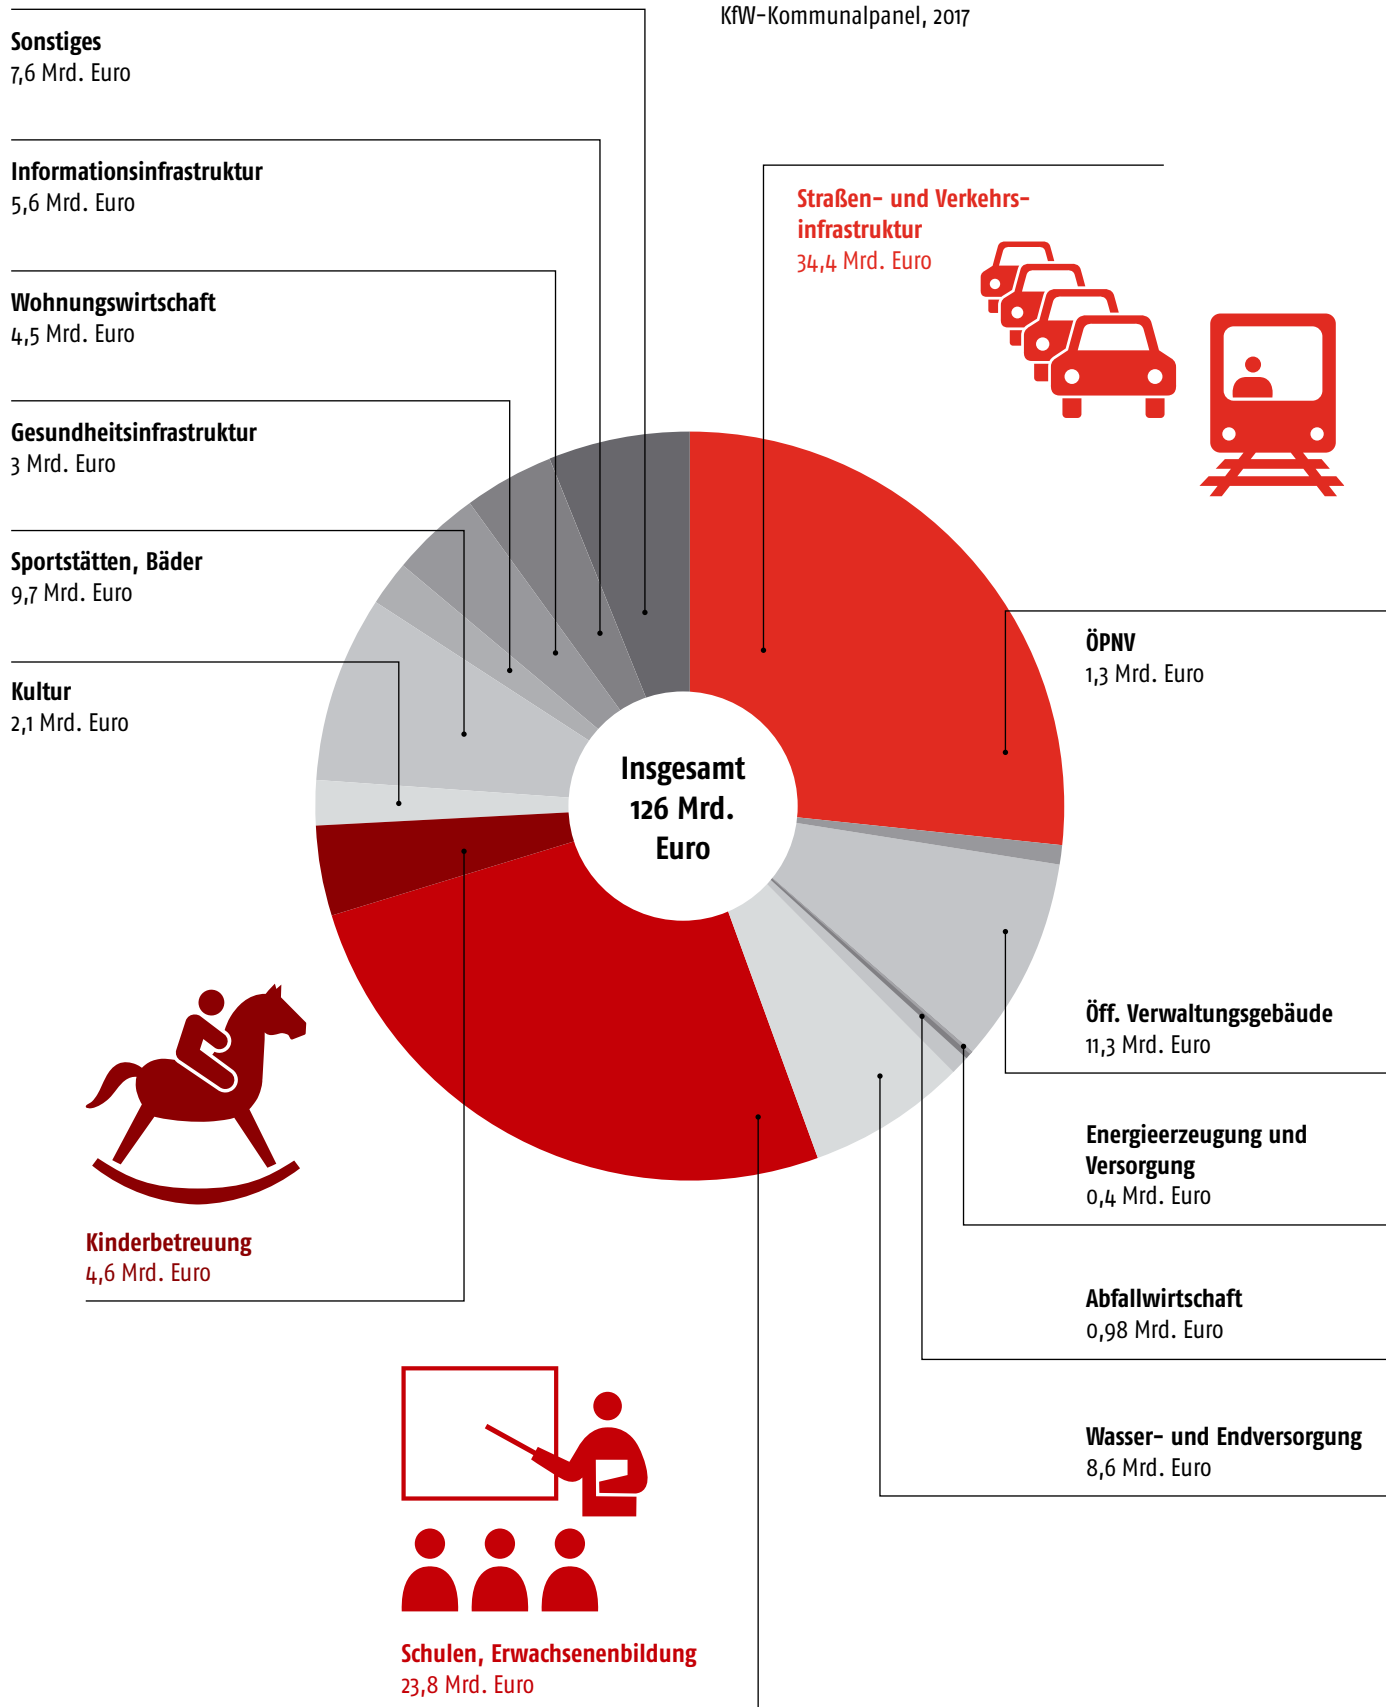 KfW-Kommunalpanel, 2017
Sonstiges
7,6 Mrd. Euro
Informationsinfrastruktur
5,6 Mrd. Euro
Wohnungswirtschaft
4,5 Mrd. Euro
Gesundheitsinfrastruktur
3 Mrd. Euro
Sportstätten, Bäder
9,7 Mrd. Euro
Kultur
2,1 Mrd. Euro
Straßen- und Verkehrs-
infrastruktur
34,4 Mrd. Euro
ÖPNV
1,3 Mrd. Euro
Insgesamt
126 Mrd.
Euro
Öff. Verwaltungsgebäude
11,3 Mrd. Euro
Energieerzeugung und
Versorgung
0,4 Mrd. Euro
Abfallwirtschaft
0,98 Mrd. Euro
Wasser- und Endversorgung
8,6 Mrd. Euro
Kinderbetreuung
4,6 Mrd. Euro
Schulen, Erwachsenenbildung
23,8 Mrd. Euro